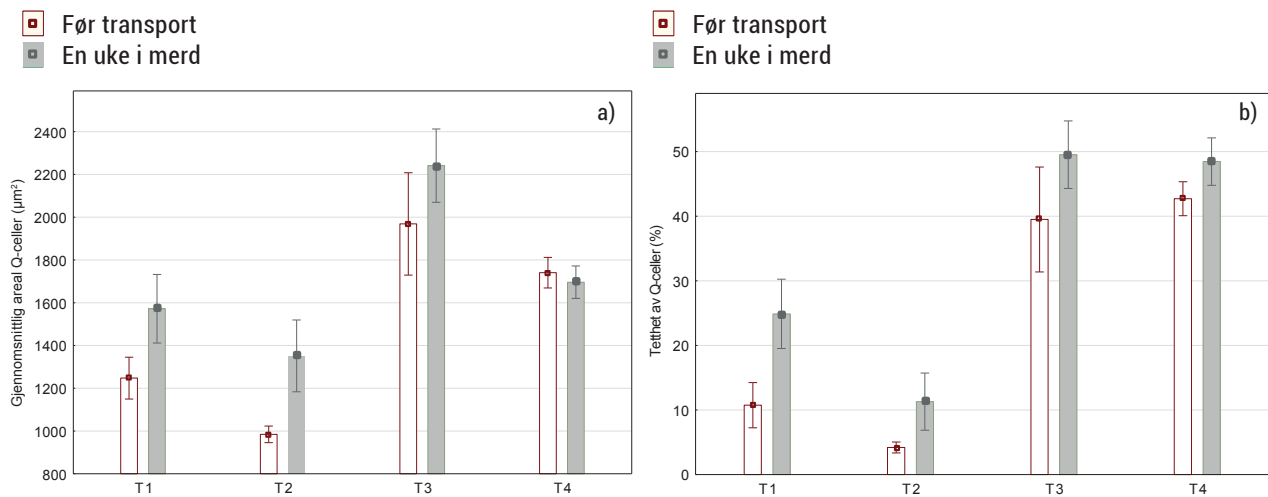 Før transport
En uke i merd
a)
Gjennomsnittlig areal Q-celler (µm²)
2400
2200
2000
1800
1600
1400
1200
1000
800
T1 T2 T3 T4
Før transport
En uke i merd
b)
Tetthet av Q-celler (%)
50
40
30
20
10
0
T1 T2 T3 T4